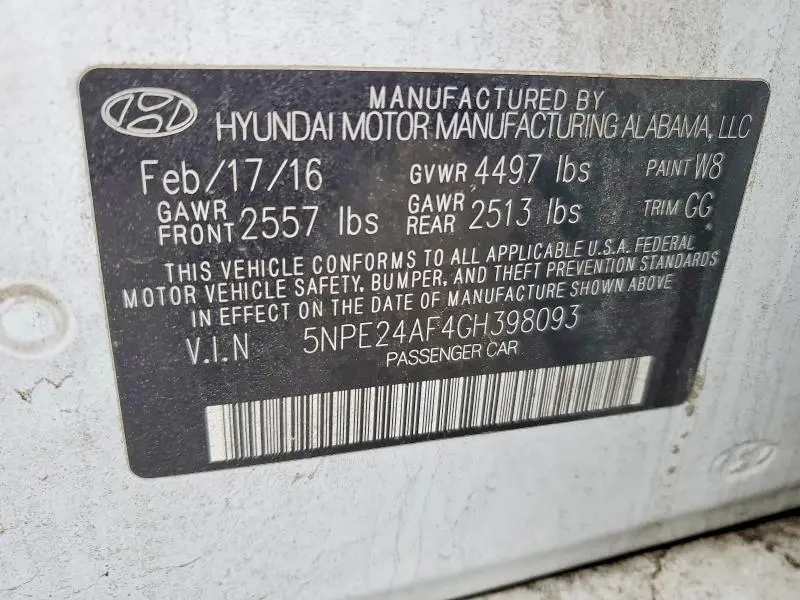 MANUFACTURED BY
HYUNDAI MOTOR MANUFACTURING ALABAMA, LLC
Feb/17/16 GVWR 4497 lbs PAINT W8
GAWR FRONT 2557 lbs GAWR REAR 2513 lbs TRIM GG
THIS VEHICLE CONFORMS TO ALL APPLICABLE U.S.A. FEDERAL
MOTOR VEHICLE SAFETY, BUMPER, AND THEFT PREVENTION STANDARDS
IN EFFECT ON THE DATE OF MANUFACTURE SHOWN ABOVE
V.I.N 5NPE24AF4GH398093
PASSENGER CAR